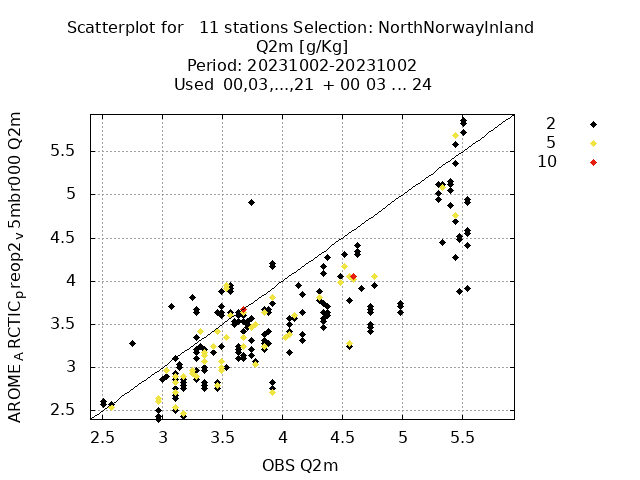 Scatterplot for   11 stations Selection: NorthNorwayInland
Q2m [g/Kg]
Period: 20231002-20231002
Used  00,03,...,21  + 00 03 ... 24
2
5
10
AROME_ARCTIC_preop2_v5mbr000 Q2m
5.5
5
4.5
4
3.5
3
2.5
2.5 3 3.5 4 4.5 5 5.5
OBS Q2m